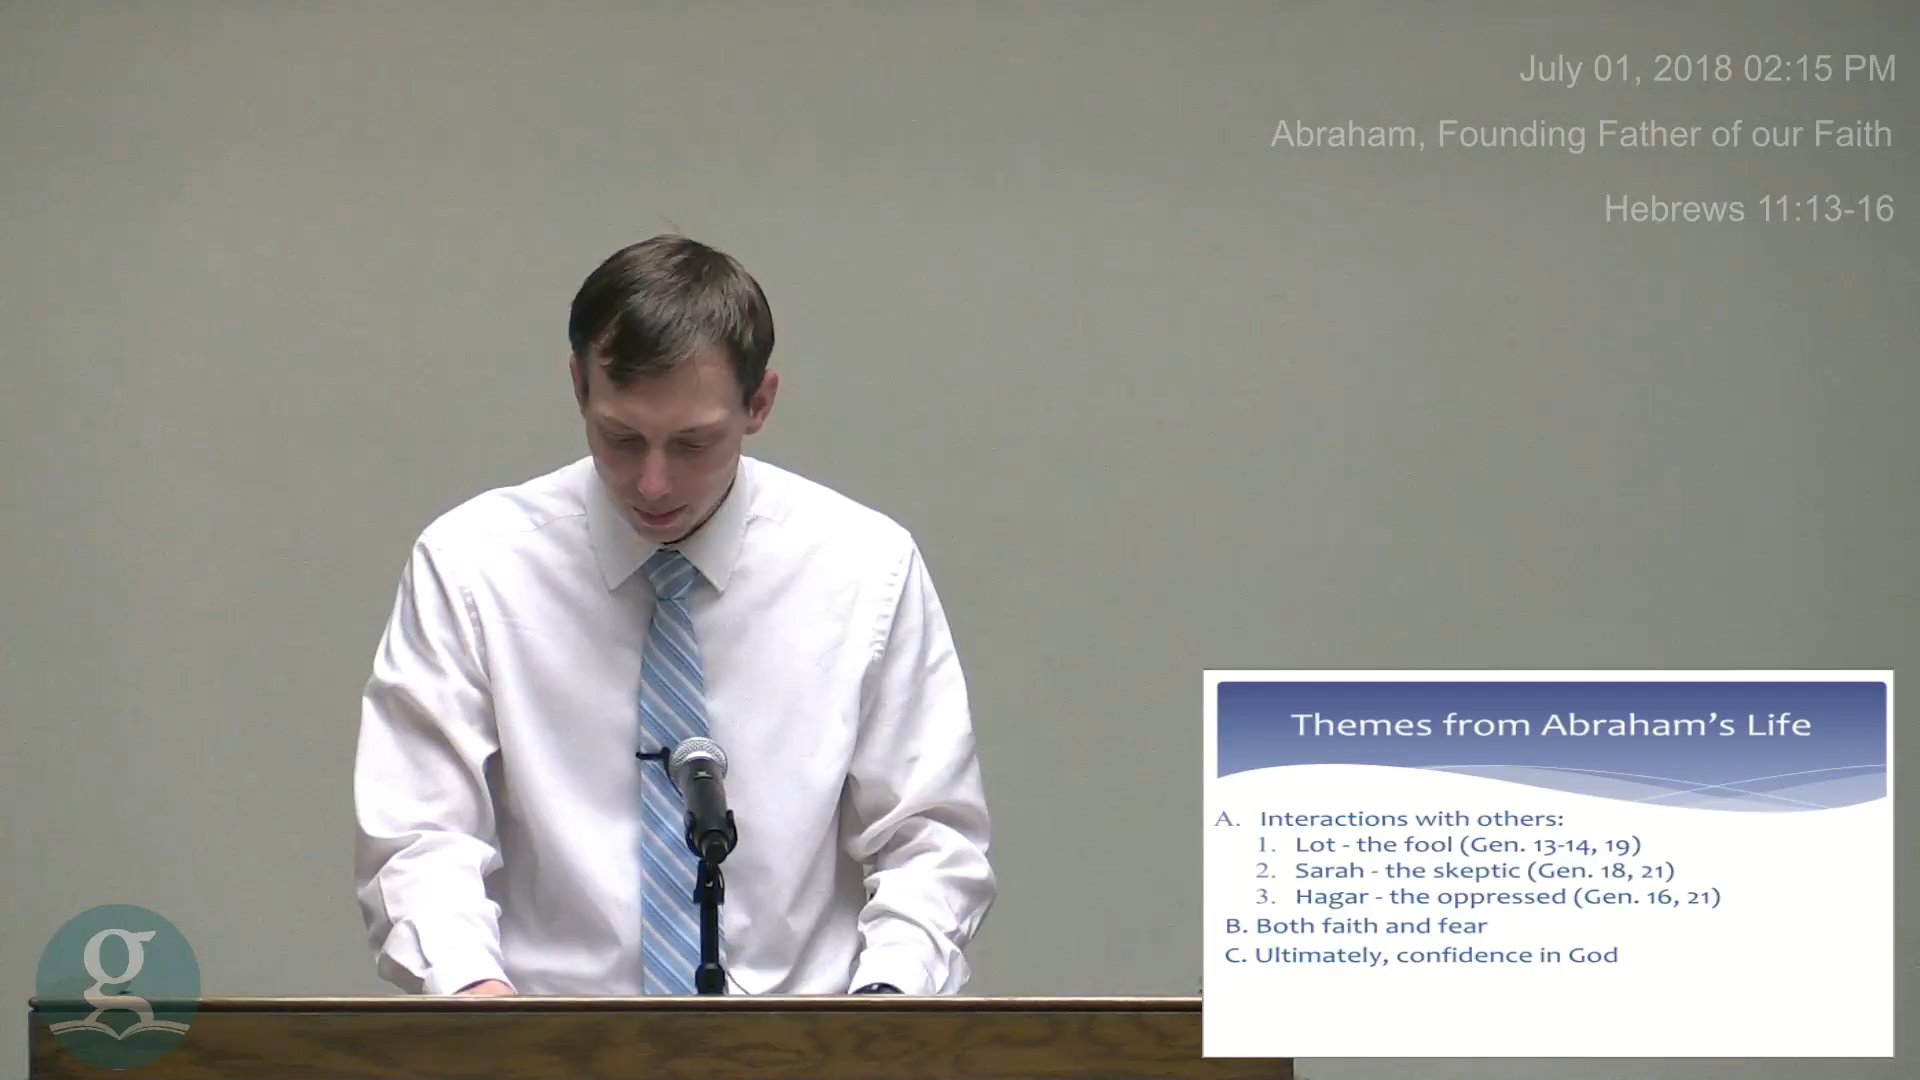 July 01, 2018 02:15 PM
Abraham, Founding Father of our Faith
Hebrews 11:13-16
Themes from Abraham's Life
A. Interactions with others:
1. Lot - the fool (Gen. 13-14, 19)
2. Sarah - the skeptic (Gen. 18, 21)
3. Hagar - the oppressed (Gen. 16, 21)
B. Both faith and fear
C. Ultimately, confidence in God
g